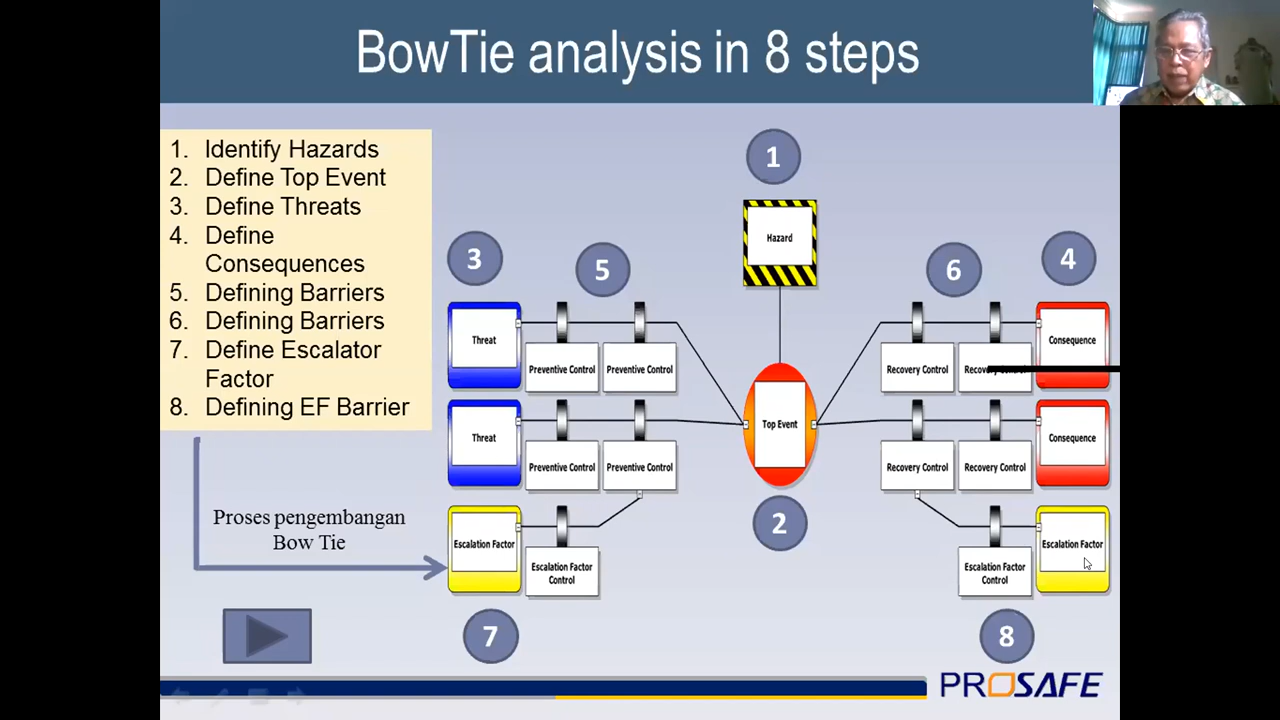 BowTie analysis in 8 steps
1. Identify Hazards
2. Define Top Event
3. Define Threats
4. Define
Consequences
5. Defining Barriers
6. Defining Barriers
7. Define Escalator
Factor
8. Defining EF Barrier
Proses pengembangan
Bow Tie
1
Hazard
3
5
6
4
Threat
Preventive Control
Preventive Control
Recovery Control
Recovery Control
Consequence
Top Event
Threat
Preventive Control
Preventive Control
Recovery Control
Recovery Control
Consequence
2
Escalation Factor
Escalation Factor
Control
Escalation Factor
Control
Escalation Factor
7
8
PROSAFE